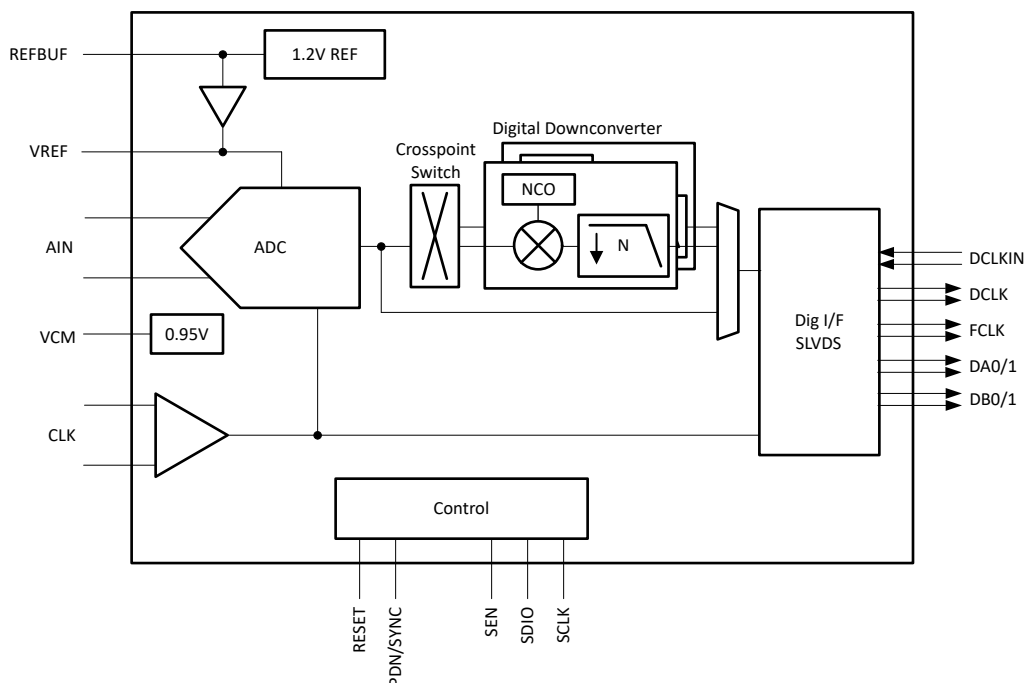 REFBUF
1.2V REF
VREF
Digital Downconverter
Crosspoint
Switch
NCO
N
AIN
ADC
VCM
0.95V
CLK
Dig I/F
SLVDS
DCLKIN
DCLK
FCLK
DA0/1
DB0/1
Control
RESET
PDN/SYNC
SEN
SDIO
SCLK